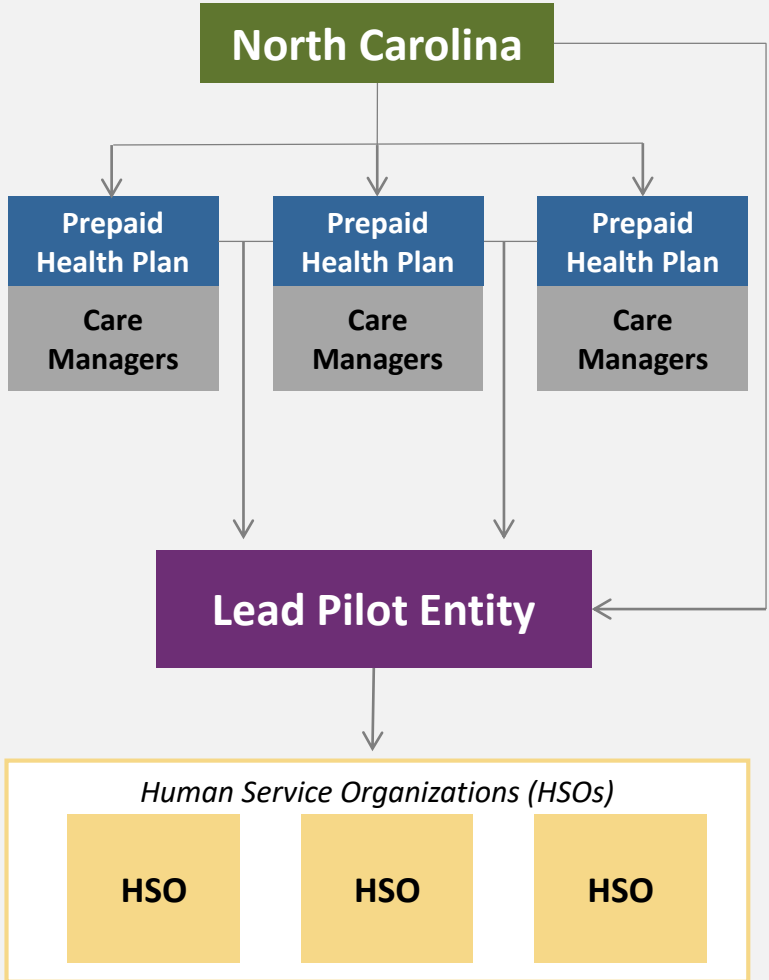 North Carolina
Prepaid
Health Plan
Care
Managers
Prepaid
Health Plan
Care
Managers
Prepaid
Health Plan
Care
Managers
Lead Pilot Entity
Human Service Organizations (HSOs)
HSO
HSO
HSO